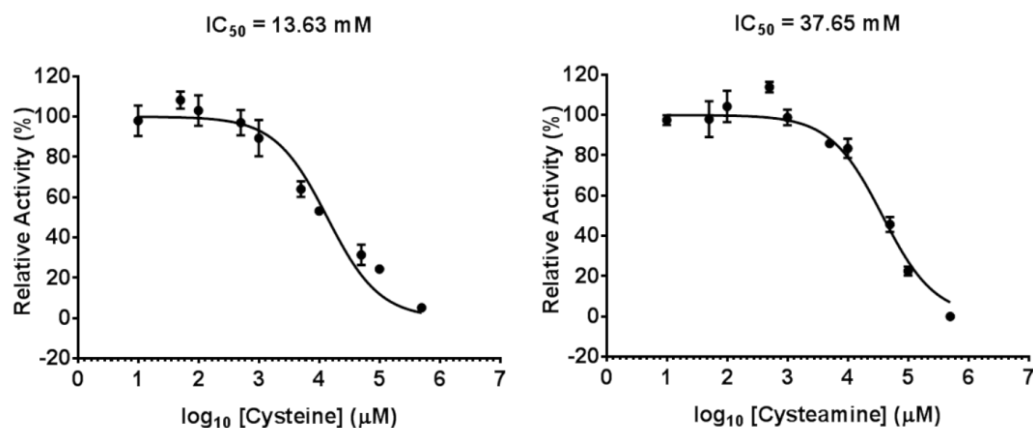 IC₅₀ = 13.63 mM
Relative Activity (%)
120
100
80
60
40
20
0
-20
0 1 2 3 4 5 6 7
log₁₀ [Cysteine] (μM)
IC₅₀ = 37.65 mM
Relative Activity (%)
120
100
80
60
40
20
0
-20
0 1 2 3 4 5 6 7
log₁₀ [Cysteamine] (μM)